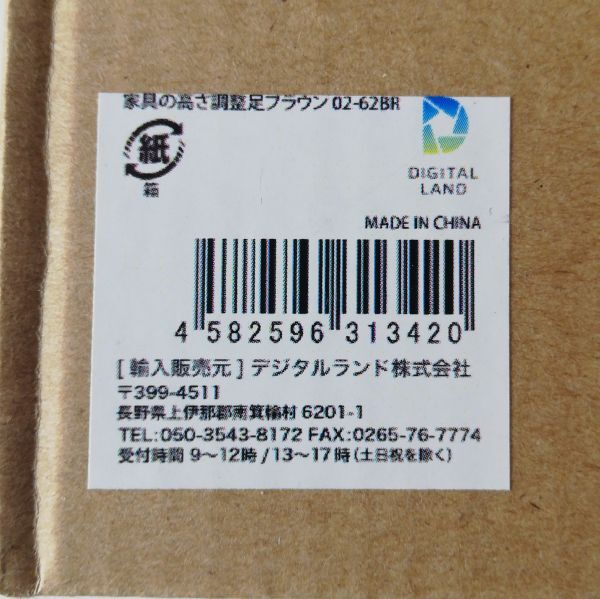 家具の高さ調整足ブラウン 02-62BR
紙
箱
DIGITAL
LAND
MADE IN CHINA
4 582596 313420
[ 輸入販売元 ] デジタルランド株式会社
〒399-4511
長野県上伊那郡南箕輪村 6201-1
TEL:050-3543-8172 FAX:0265-76-7774
受付時間 9～12時 / 13～17時（土日祝を除く）